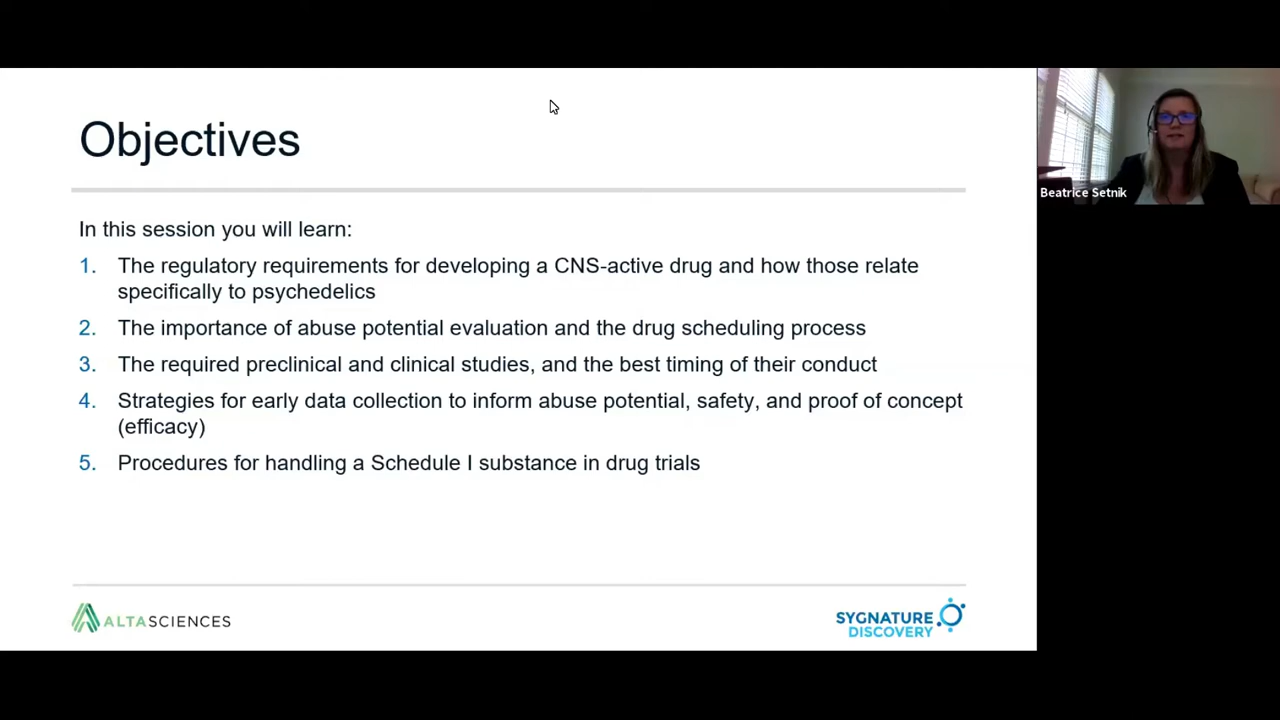 Objectives
In this session you will learn:
1. The regulatory requirements for developing a CNS-active drug and how those relate
specifically to psychedelics
2. The importance of abuse potential evaluation and the drug scheduling process
3. The required preclinical and clinical studies, and the best timing of their conduct
4. Strategies for early data collection to inform abuse potential, safety, and proof of concept
(efficacy)
5. Procedures for handling a Schedule I substance in drug trials
ALTASCIENCES
SYGNATURE
DISCOVERY
Beatrice Setnik